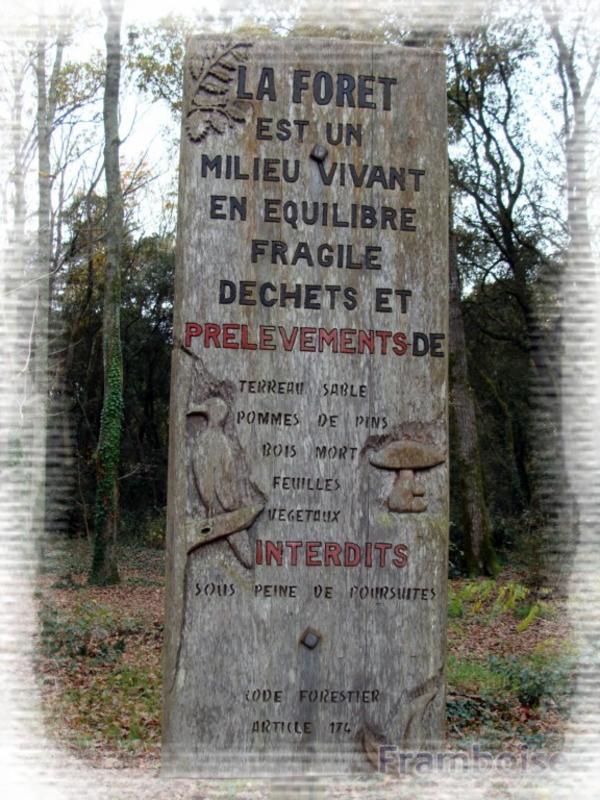 LA FORET
EST UN
MILIEU VIVANT
EN EQUILIBRE
FRAGILE
DECHETS ET
PRELEVEMENTS-DE
TERREAU SABLE
POMMES DE PINS
BOIS MORT
FEUILLES
VEGETAUX
INTERDITS
SOUS PEINE DE POURSUITES
CODE FORESTIER
ARTICLE 174
Framboise